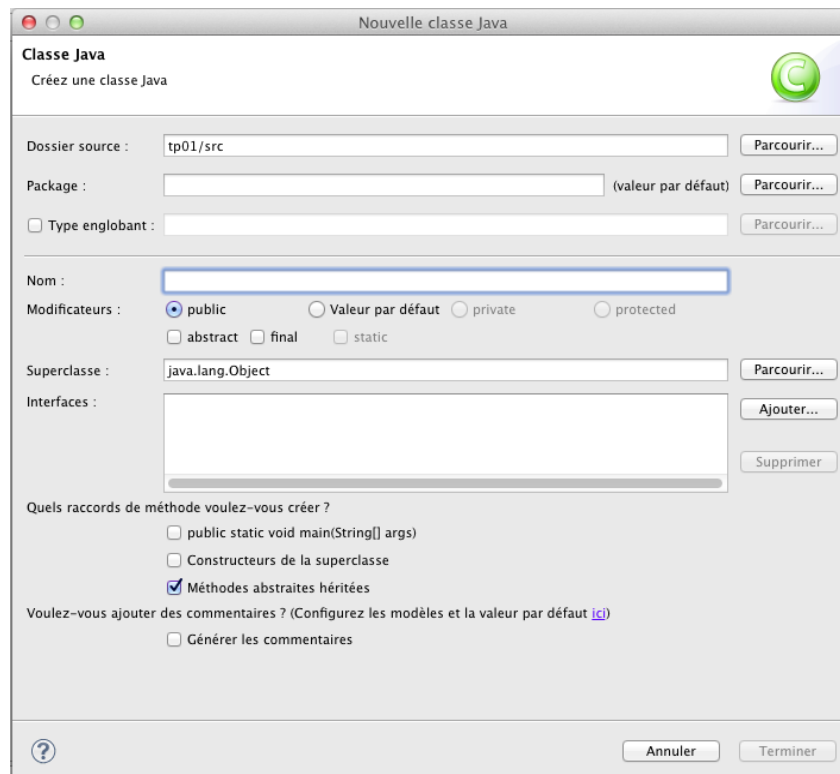 Nouvelle classe Java
Classe Java
Créez une classe Java
Dossier source : tp01/src Parcourir...
Package : (valeur par défaut) Parcourir...
Type englobant : Parcourir...
Nom :
Modificateurs : public Valeur par défaut private protected
abstract final static
Superclasse : java.lang.Object Parcourir...
Interfaces : Ajouter...
Supprimer
Quels raccords de méthode voulez-vous créer ?
public static void main(String[] args)
Constructeurs de la superclasse
Méthodes abstraites héritées
Voulez-vous ajouter des commentaires ? (Configurez les modèles et la valeur par défaut ici)
Générer les commentaires
? Annuler Terminer